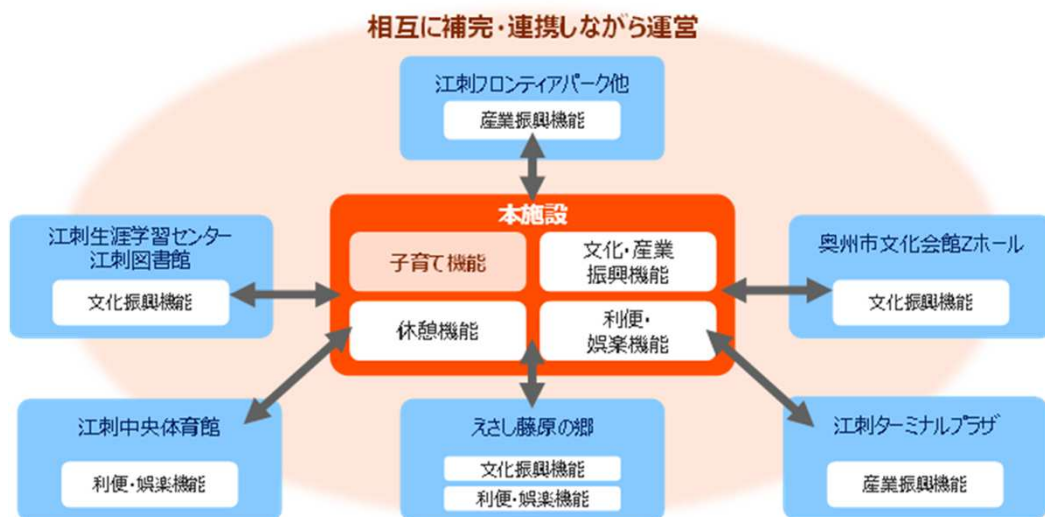 相互に補完・連携しながら運営
江刺フロンティアパーク他
産業振興機能
本施設
子育て機能
文化・産業
振興機能
休憩機能
利便・
娯楽機能
江刺生涯学習センター
江刺図書館
文化振興機能
奥州市文化会館Zホール
文化振興機能
江刺中央体育館
利便・娯楽機能
えさし藤原の郷
文化振興機能
利便・娯楽機能
江刺ターミナルプラザ
産業振興機能